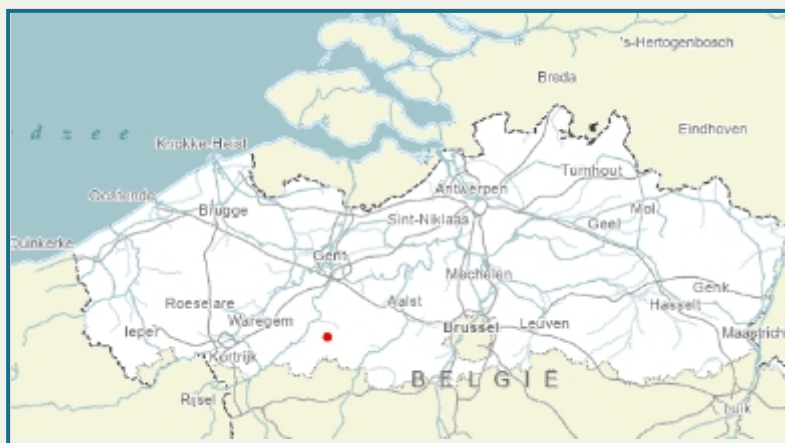 's-Hertogenbosch
Breda
Eindhoven
d z e e
Knokke-Heist
Turnhout
Antwerpen
Oostende
Brugge
Mol
Sint-Niklaas
Geel
Duinkerke
Gent
Mechelen
Genk
Aalst
Hasselt
Roeselare
Waregem
Brussel
Leuven
Ieper
Maastrich
Kortrijk
BELGIË
Rijsel
Luik